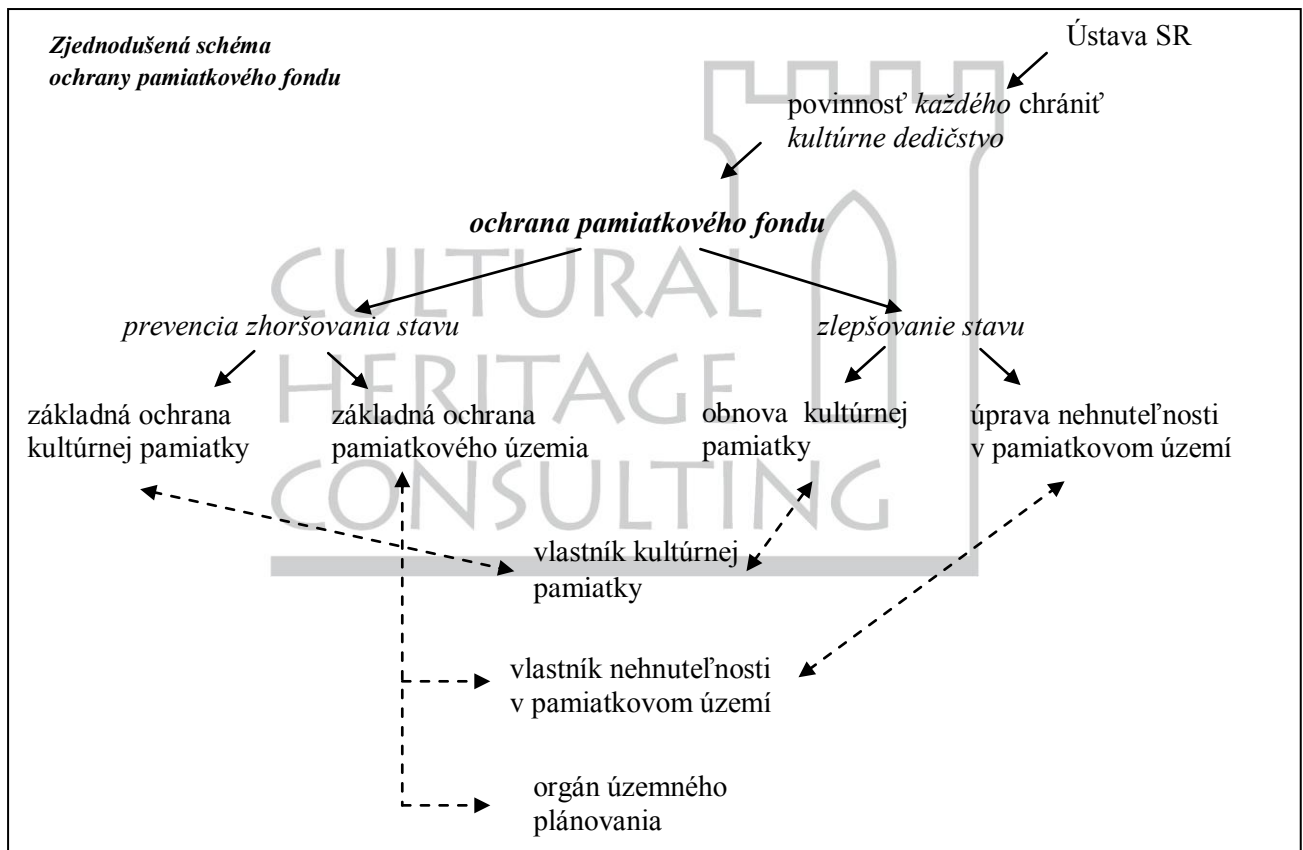 Zjednodušená schéma
ochrany pamiatkového fondu
Ústava SR
povinnosť každého chrániť
kultúrne dedičstvo
ochrana pamiatkového fondu
CULTURAL
HERITAGE
CONSULTING
prevencia zhoršovania stavu
zlepšovanie stavu
základná ochrana
kultúrnej pamiatky
základná ochrana
pamiatkového územia
obnova kultúrnej
pamiatky
úprava nehnuteľnosti
v pamiatkovom území
vlastník kultúrnej
pamiatky
vlastník nehnuteľnosti
v pamiatkovom území
orgán územného
plánovania